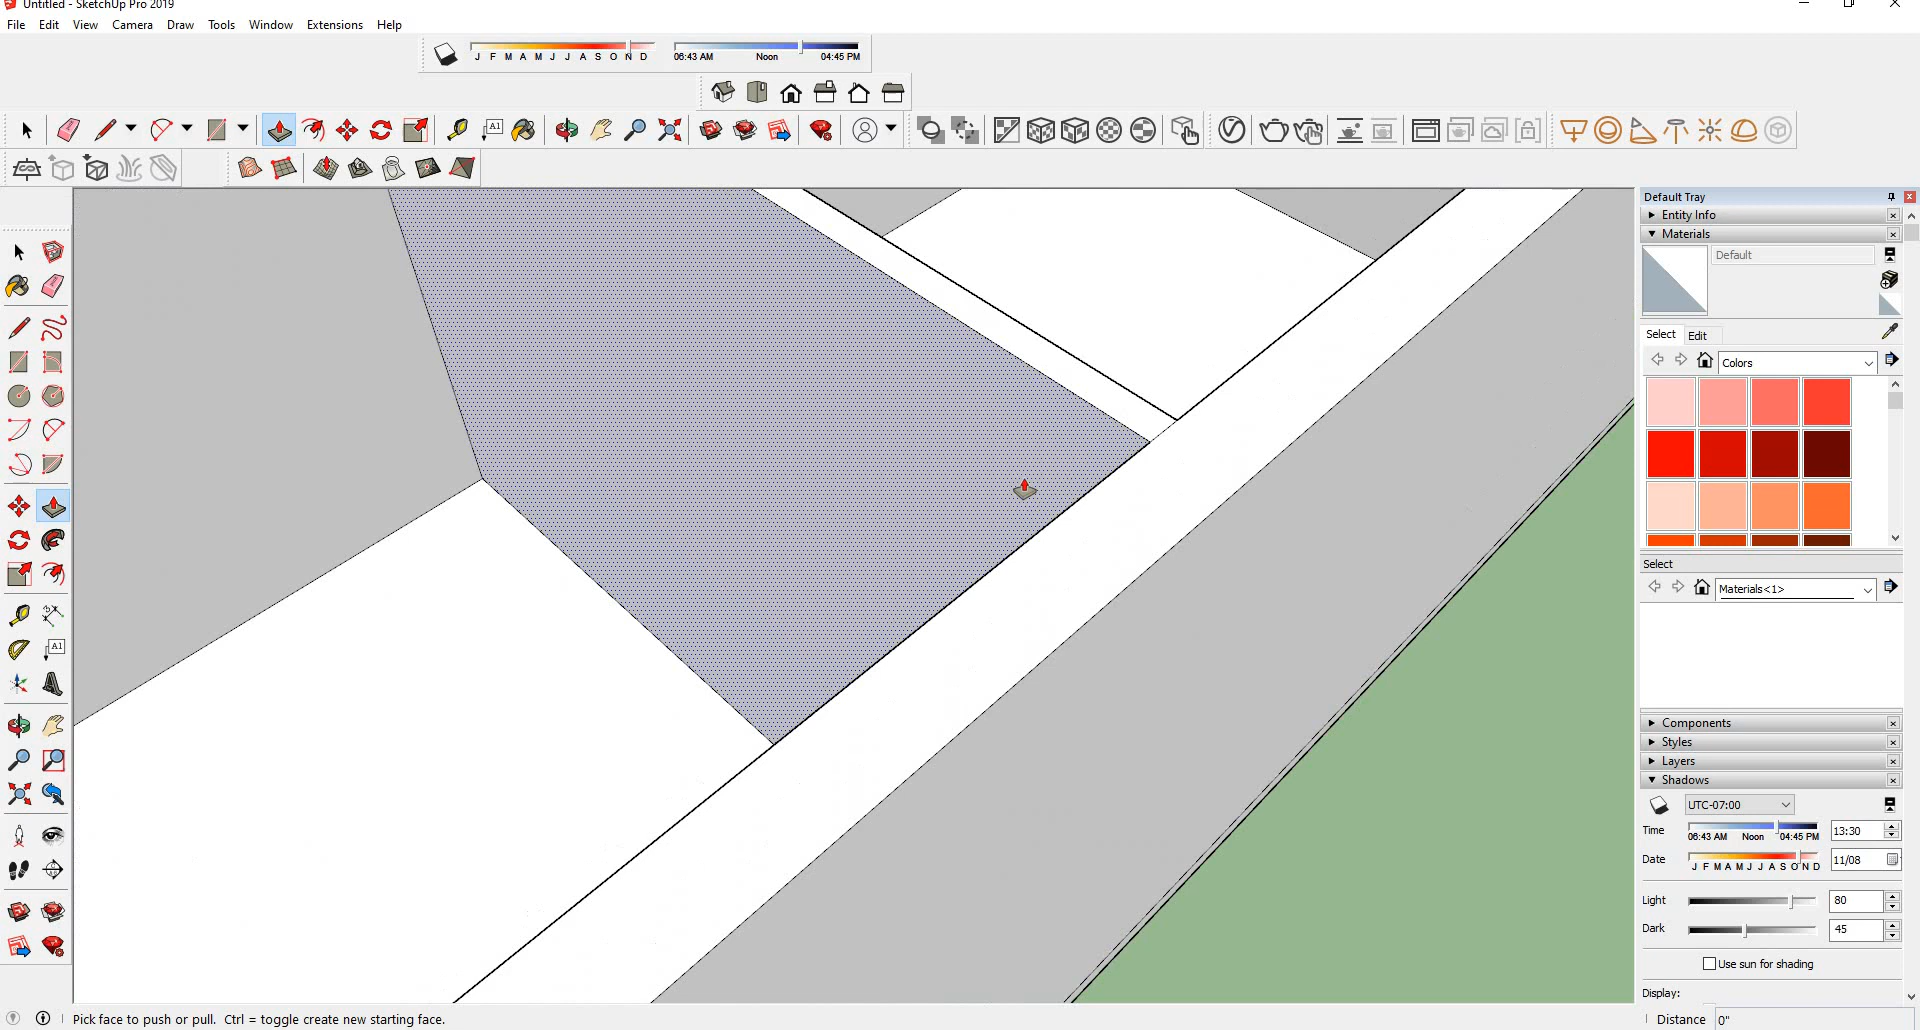 Untitled - SketchUp Pro 2019
File Edit View Camera Draw Tools Window Extensions Help
J F M A M J J A S O N D 06:43 AM Noon 04:45 PM
A1
Default Tray
Entity Info
Materials
Default
Select Edit
Colors
Select
Materials<1>
A1
Components
Styles
Layers
Shadows
UTC-07:00
Time 06:43 AM Noon 04:45 PM 13:30
Date J F M A M J J A S O N D 11/08
Light 80
Dark 45
Use sun for shading
Display:
Pick face to push or pull. Ctrl = toggle create new starting face.
Distance 0"